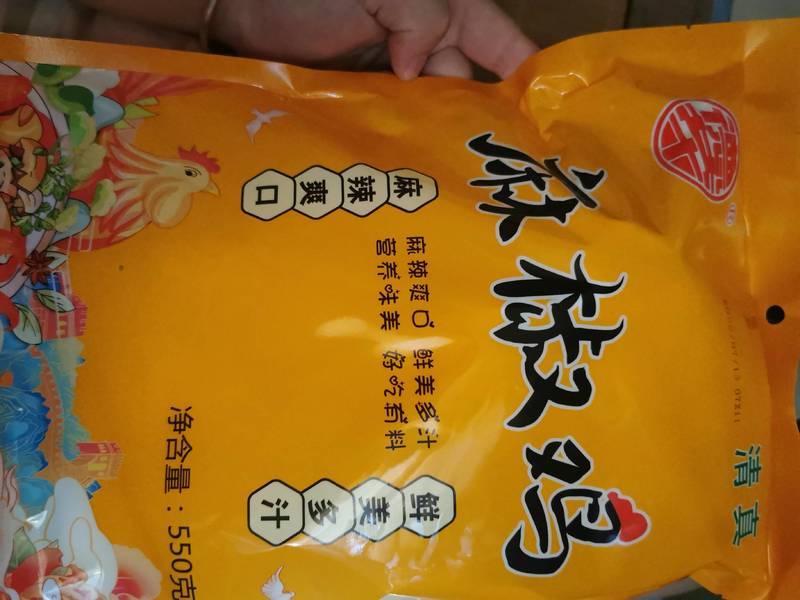 清真
麻椒鸡
麻辣爽口
麻辣爽口 鲜美多汁
营养味美 好吃有料
鲜美多汁
净含量：550克